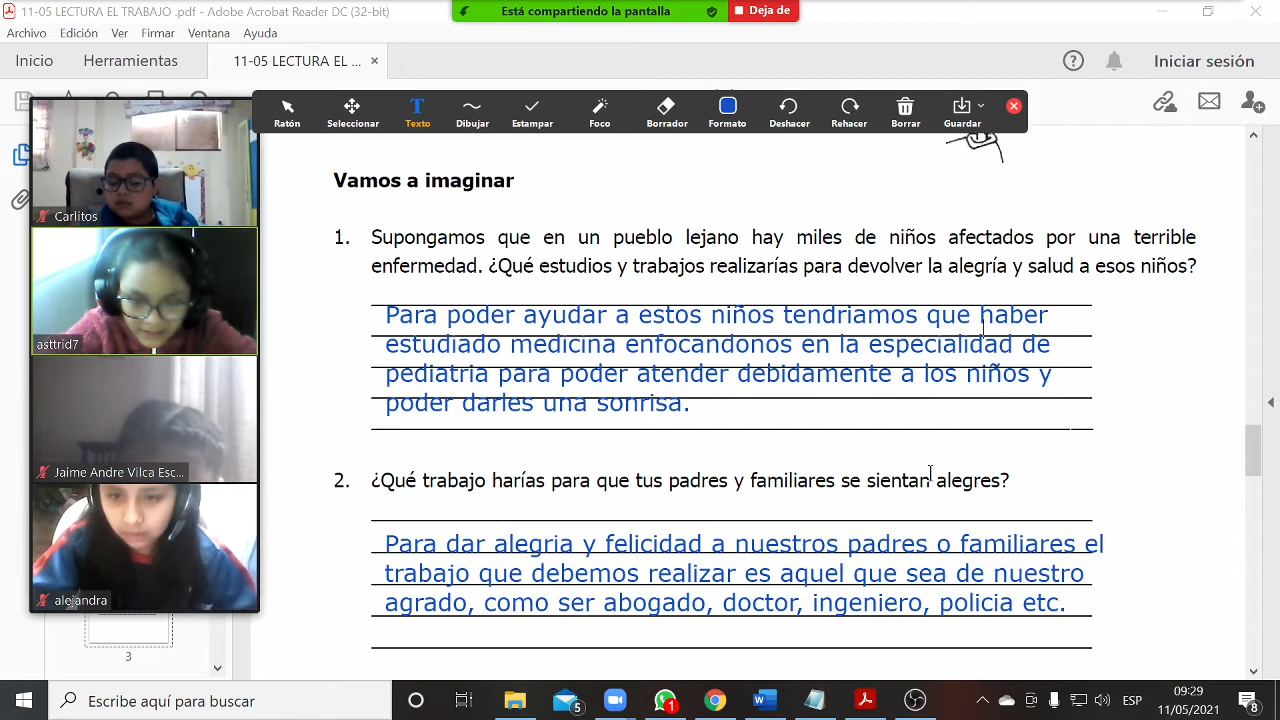 11-05 LECTURA EL TRABAJO .pdf - Adobe Acrobat Reader DC (32-bit)
Está compartiendo la pantalla
Deja de
Archivo Edición Ver Firmar Ventana Ayuda
Inicio Herramientas 11-05 LECTURA EL ... × Iniciar sesión
Ratón Seleccionar Texto Dibujar Estampar Foco Borrador Formato Deshacer Rehacer Borrar Guardar
Carlitos
asttrid7
Jaime Andre Vilca Esc...
alejandra
3
Vamos a imaginar
1. Supongamos que en un pueblo lejano hay miles de niños afectados por una terrible
enfermedad. ¿Qué estudios y trabajos realizarías para devolver la alegría y salud a esos niños?
Para poder ayudar a estos niños tendriamos que haber
estudiado medicina enfocandonos en la especialidad de
pediatria para poder atender debidamente a los niños y
poder darles una sonrisa.
2. ¿Qué trabajo harías para que tus padres y familiares se sientan alegres?
Para dar alegria y felicidad a nuestros padres o familiares el
trabajo que debemos realizar es aquel que sea de nuestro
agrado, como ser abogado, doctor, ingeniero, policia etc.
Escribe aquí para buscar
5
1
ESP
09:29
11/05/2021
8